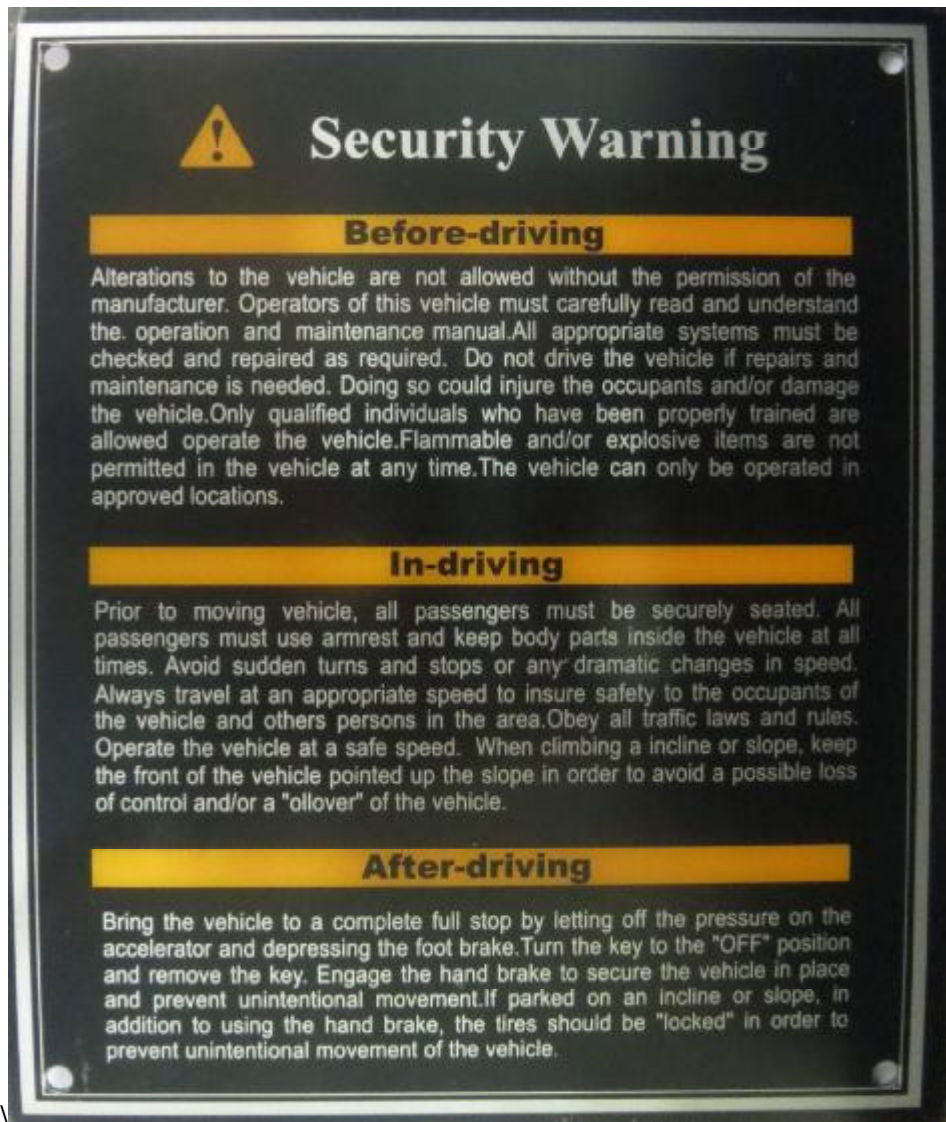 Security Warning
Before-driving
Alterations to the vehicle are not allowed without the permission of the
manufacturer. Operators of this vehicle must carefully read and understand
the. operation and maintenance manual.All appropriate systems must be
checked and repaired as required. Do not drive the vehicle if repairs and
maintenance is needed. Doing so could injure the occupants and/or damage
the vehicle.Only qualified individuals who have been properly trained are
allowed operate the vehicle.Flammable and/or explosive items are not
permitted in the vehicle at any time.The vehicle can only be operated in
approved locations.
In-driving
Prior to moving vehicle, all passengers must be securely seated. All
passengers must use armrest and keep body parts inside the vehicle at all
times. Avoid sudden turns and stops or any dramatic changes in speed.
Always travel at an appropriate speed to insure safety to the occupants of
the vehicle and others persons in the area.Obey all traffic laws and rules.
Operate the vehicle at a safe speed. When climbing a incline or slope, keep
the front of the vehicle pointed up the slope in order to avoid a possible loss
of control and/or a "ollover" of the vehicle.
After-driving
Bring the vehicle to a complete full stop by letting off the pressure on the
accelerator and depressing the foot brake.Turn the key to the "OFF" position
and remove the key. Engage the hand brake to secure the vehicle in place
and prevent unintentional movement.If parked on an incline or slope, in
addition to using the hand brake, the tires should be "locked" in order to
prevent unintentional movement of the vehicle.
\